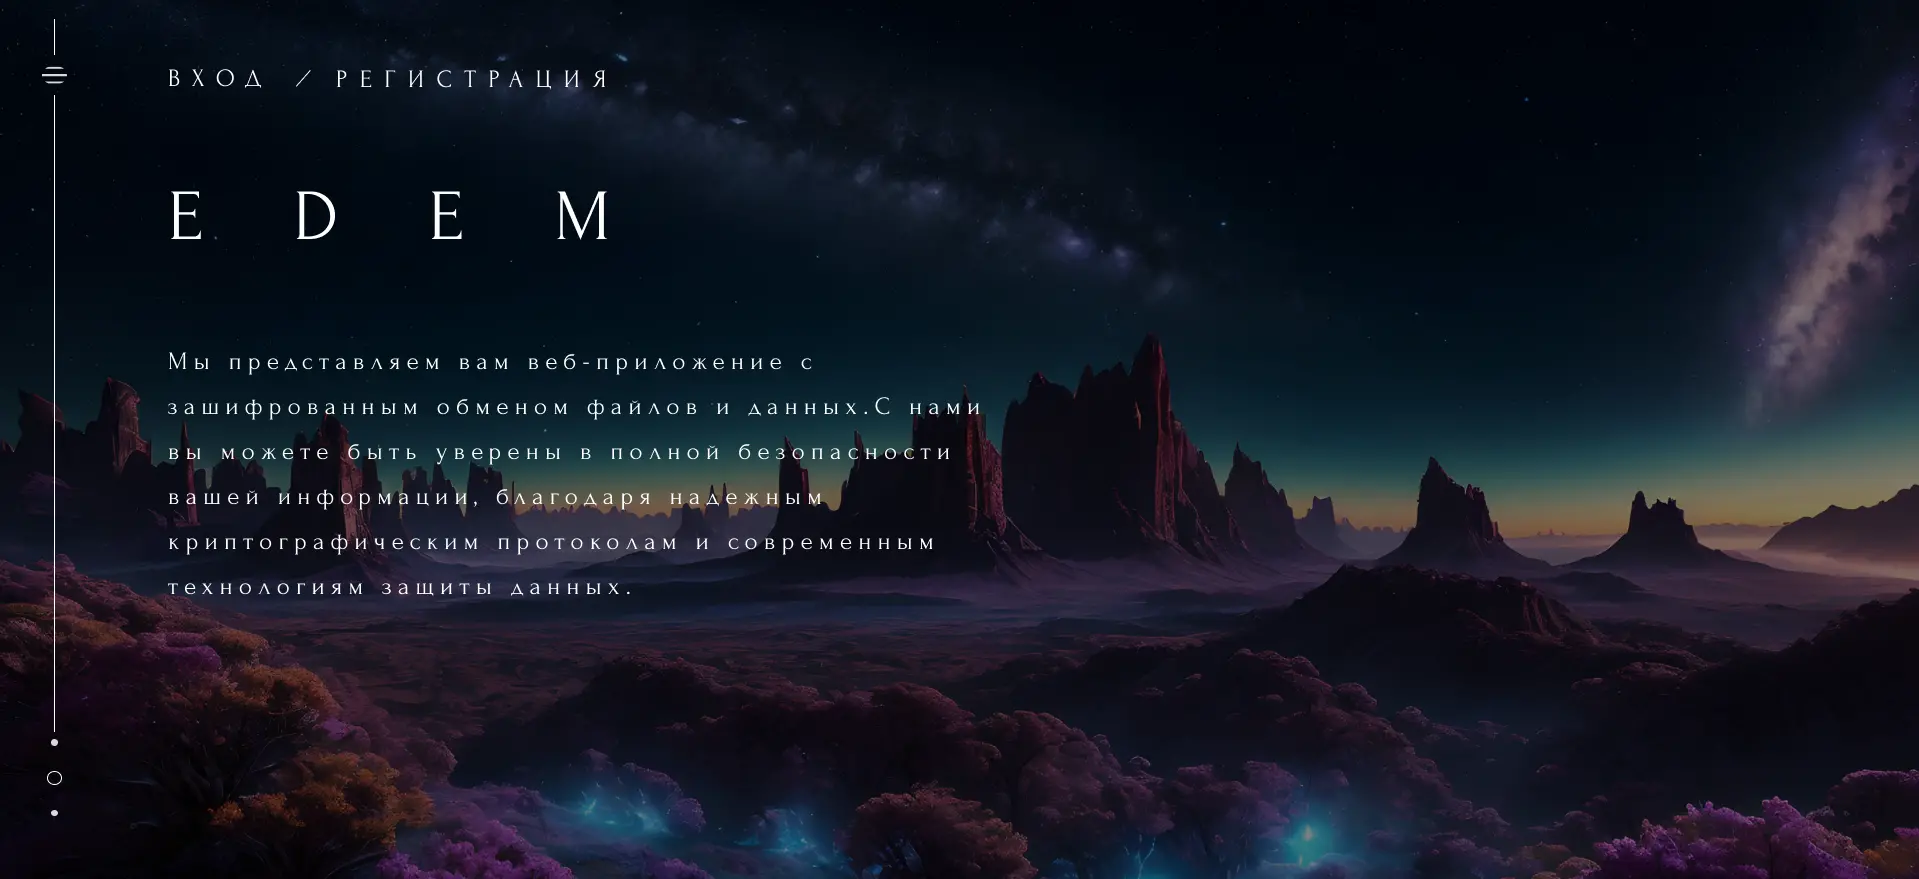 ВХОД / РЕГИСТРАЦИЯ
EDEM
Мы представляем вам веб-приложение с
зашифрованным обменом файлов и данных.С нами
вы можете быть уверены в полной безопасности
вашей информации, благодаря надежным
криптографическим протоколам и современным
технологиям защиты данных.